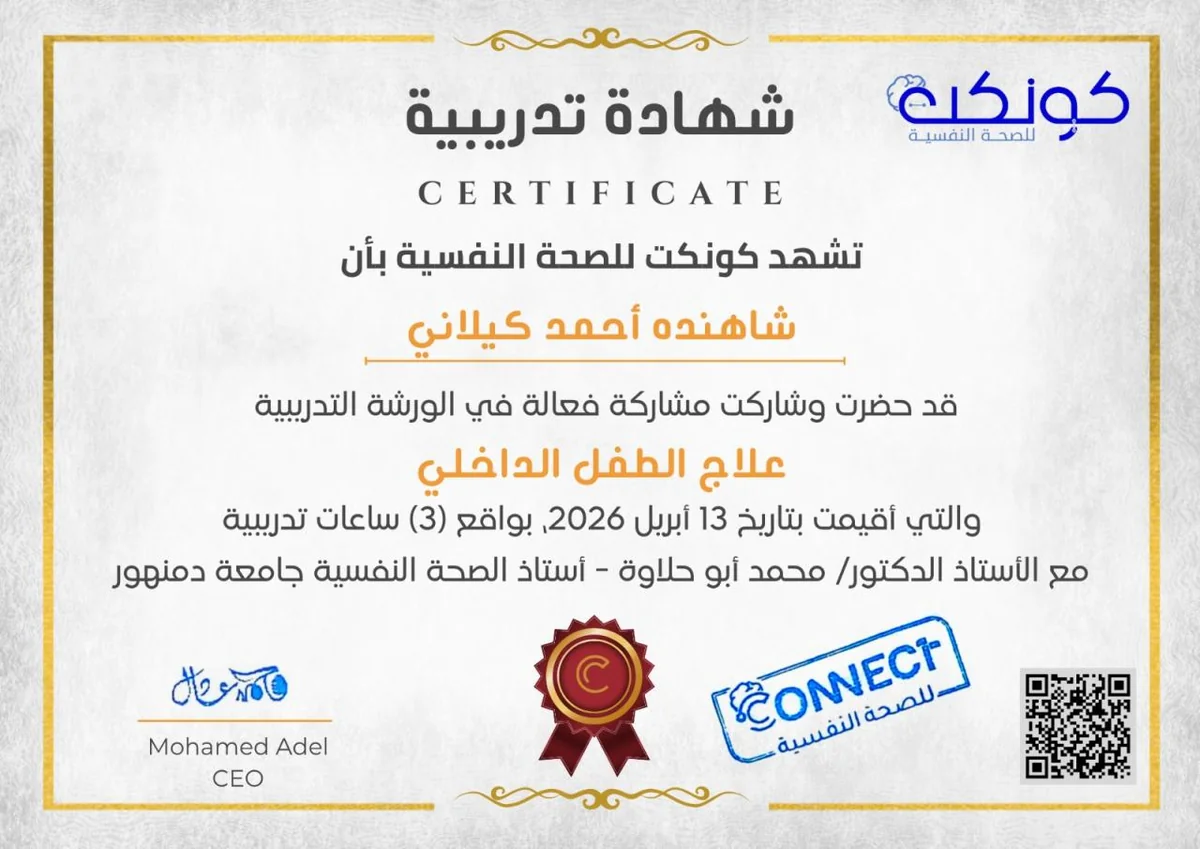 كونكت
للصحة النفسية
شهادة تدريبية
CERTIFICATE
تشهد كونكت للصحة النفسية بأن
شاهنده أحمد كيلاني
قد حضرت وشاركت مشاركة فعالة في الورشة التدريبية
علاج الطفل الداخلي
والتي أقيمت بتاريخ 13 أبريل 2026, بواقع (3) ساعات تدريبية
مع الأستاذ الدكتور/ محمد أبو حلاوة - أستاذ الصحة النفسية جامعة دمنهور
C
CONNECT
للصحة النفسية
Mohamed Adel
CEO